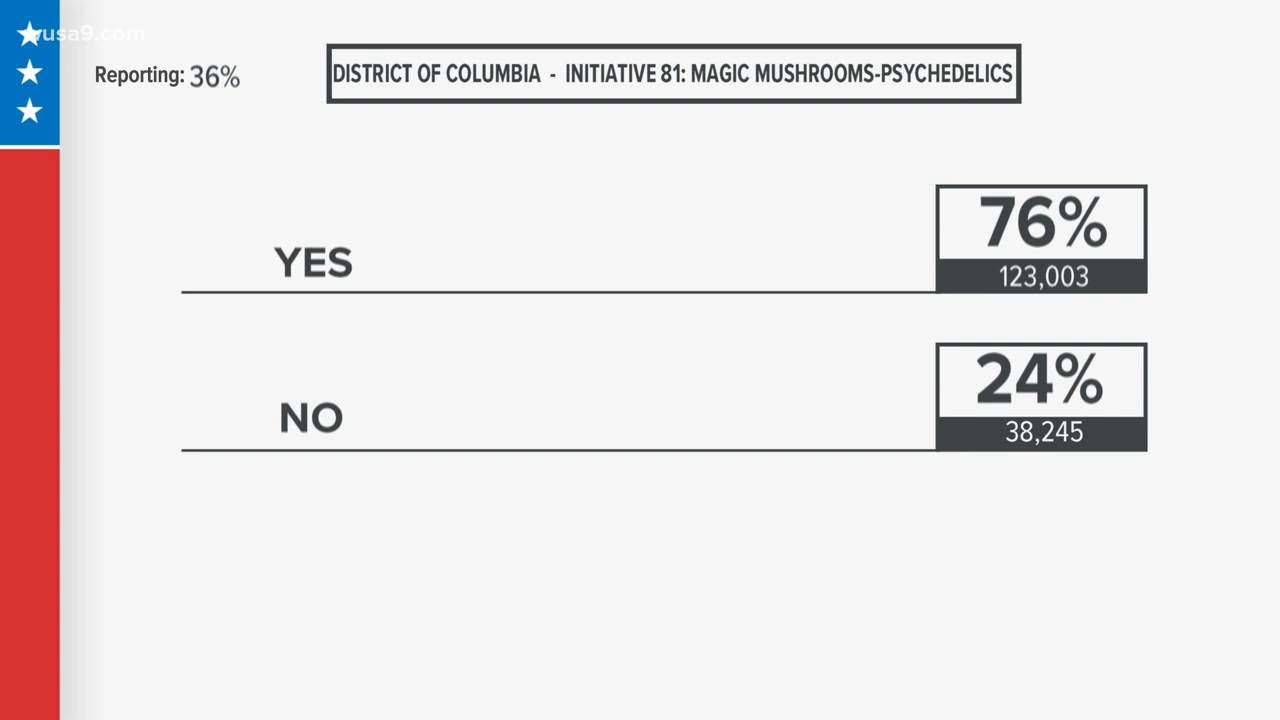 wusa9.com
Reporting: 36%
DISTRICT OF COLUMBIA - INITIATIVE 81: MAGIC MUSHROOMS-PSYCHEDELICS
YES
76%
123,003
NO
24%
38,245